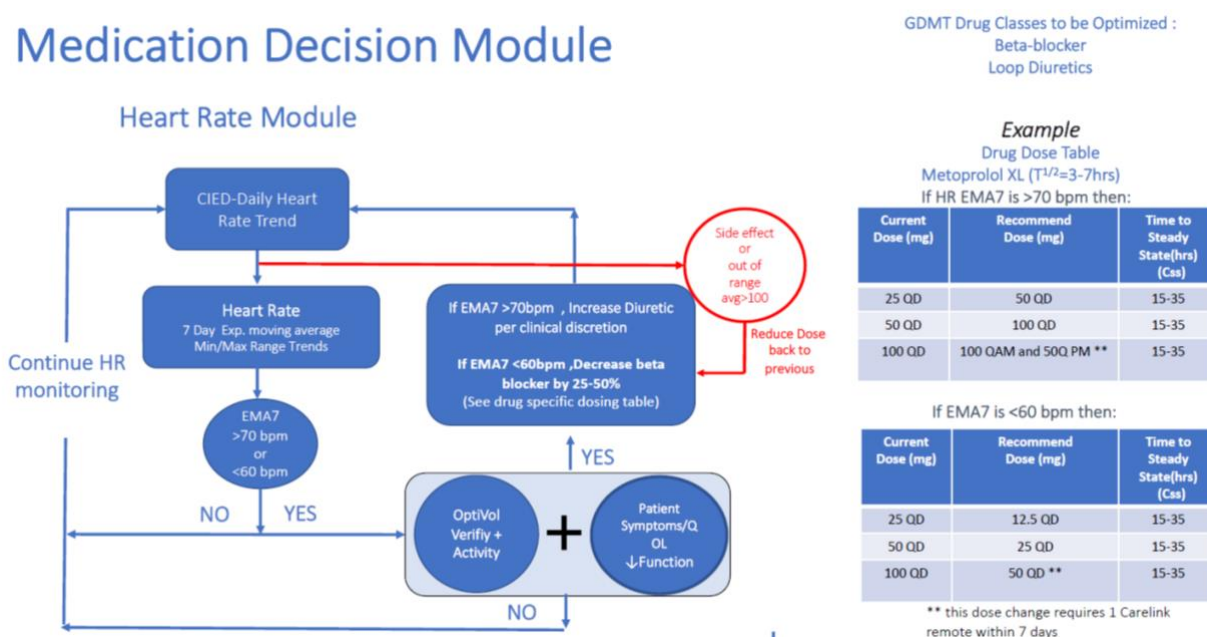 Medication Decision Module
GDMT Drug Classes to be Optimized :
Beta-blocker
Loop Diuretics
Heart Rate Module
CIED-Daily Heart
Rate Trend
Heart Rate
7 Day Exp. moving average
Min/Max Range Trends
Continue HR
monitoring
EMA7
>70 bpm
or
<60 bpm
NO
YES
OptiVol
Verifiy +
Activity
+
Patient
Symptoms/Q
OL
↓Function
YES
NO
If EMA7 >70bpm , Increase Diuretic
per clinical discretion
If EMA7 <60bpm ,Decrease beta
blocker by 25-50%
(See drug specific dosing table)
Side effect
or
out of
range
avg>100
Reduce Dose
back to
previous
Example
Drug Dose Table
Metoprolol XL (T1/2=3-7hrs)
If HR EMA7 is >70 bpm then:
Current Dose (mg) Recommend Dose (mg) Time to Steady State(hrs) (Css)
25 QD 50 QD 15-35
50 QD 100 QD 15-35
100 QD 100 QAM and 50Q PM ** 15-35
If EMA7 is <60 bpm then:
Current Dose (mg) Recommend Dose (mg) Time to Steady State(hrs) (Css)
25 QD 12.5 QD 15-35
50 QD 25 QD 15-35
100 QD 50 QD ** 15-35
** this dose change requires 1 Carelink
remote within 7 days